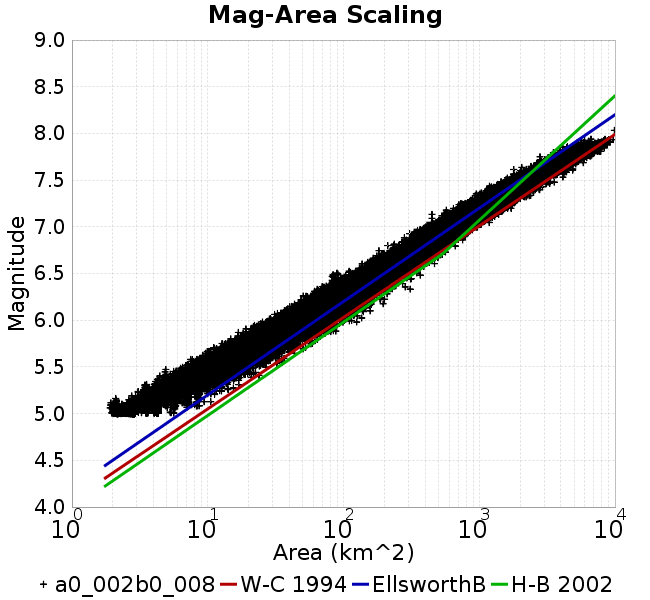 Mag-Area Scaling
9.0
8.5
8.0
7.5
7.0
6.5
6.0
5.5
5.0
4.5
4.0
Magnitude
10^0 10^1 10^2 10^3 10^4
Area (km^2)
+ a0_002b0_008 W-C 1994 EllsworthB H-B 2002